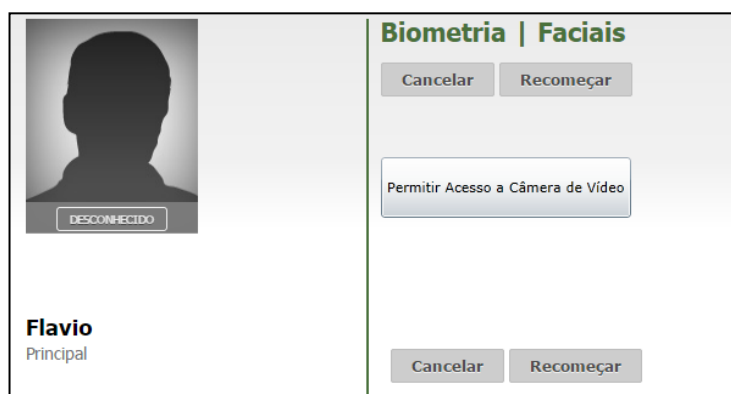 DESCONHECIDO
Flavio
Principal
Biometria | Faciais
Cancelar Recomeçar
Permitir Acesso a Câmera de Vídeo
Cancelar Recomeçar